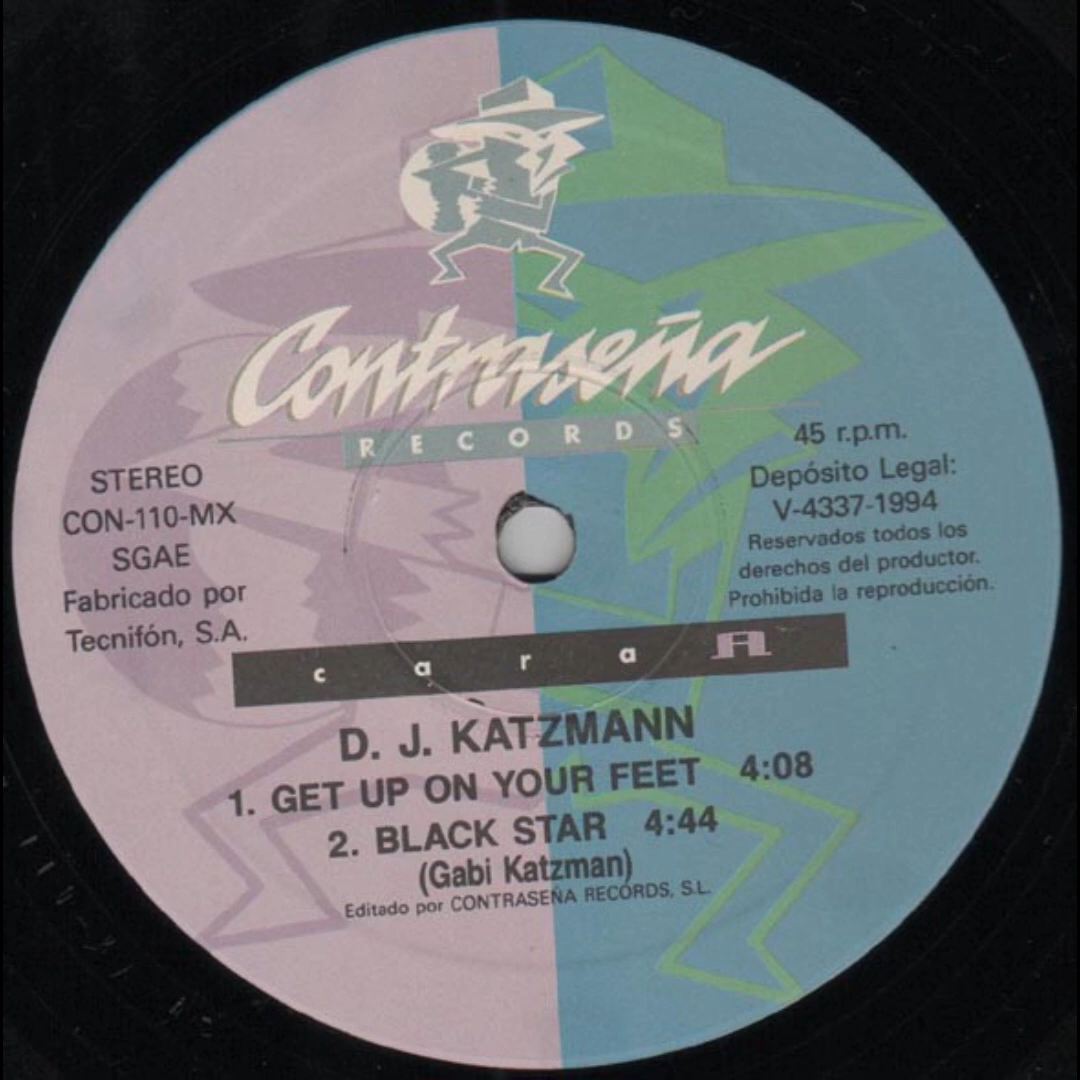 Contraseña
RECORDS
STEREO
CON-110-MX
SGAE
Fabricado por
Tecnifón, S.A.
45 r.p.m.
Depósito Legal:
V-4337-1994
Reservados todos los
derechos del productor.
Prohibida la reproducción.
cara A
D. J. KATZMANN
1. GET UP ON YOUR FEET 4:08
2. BLACK STAR 4:44
(Gabi Katzman)
Editado por CONTRASEÑA RECORDS, S.L.